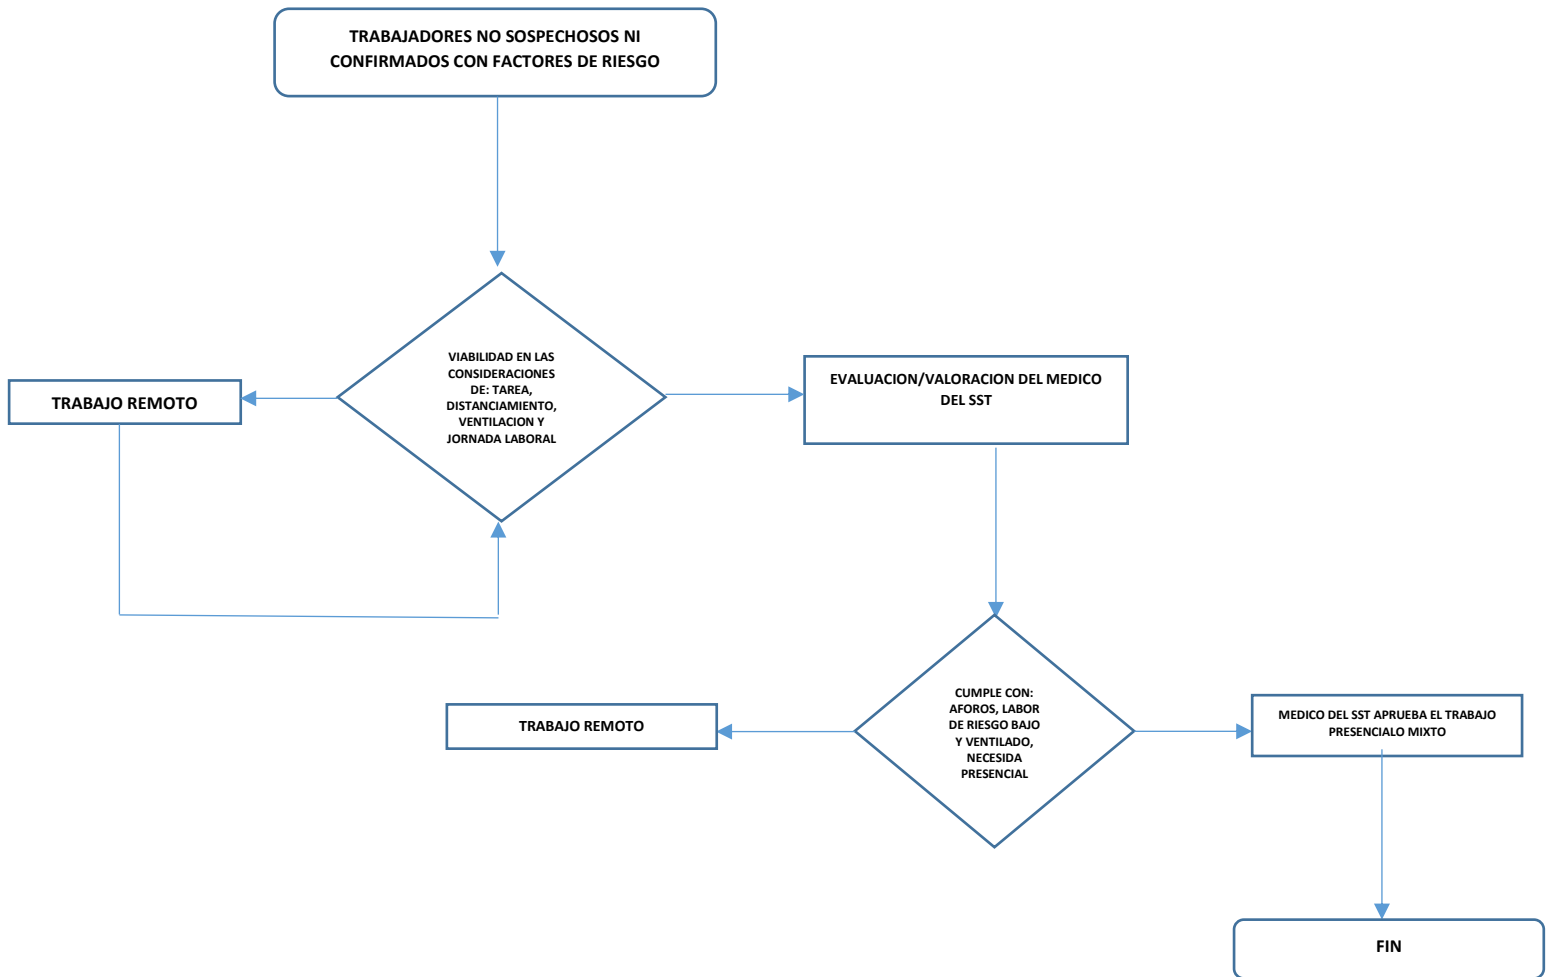 TRABAJADORES NO SOSPECHOSOS NI
CONFIRMADOS CON FACTORES DE RIESGO
VIABILIDAD EN LAS
CONSIDERACIONES
DE: TAREA,
DISTANCIAMIENTO,
VENTILACION Y
JORNADA LABORAL
TRABAJO REMOTO
EVALUACION/VALORACION DEL MEDICO
DEL SST
CUMPLE CON:
AFOROS, LABOR
DE RIESGO BAJO
Y VENTILADO,
NECESIDA
PRESENCIAL
TRABAJO REMOTO
MEDICO DEL SST APRUEBA EL TRABAJO
PRESENCIALO MIXTO
FIN